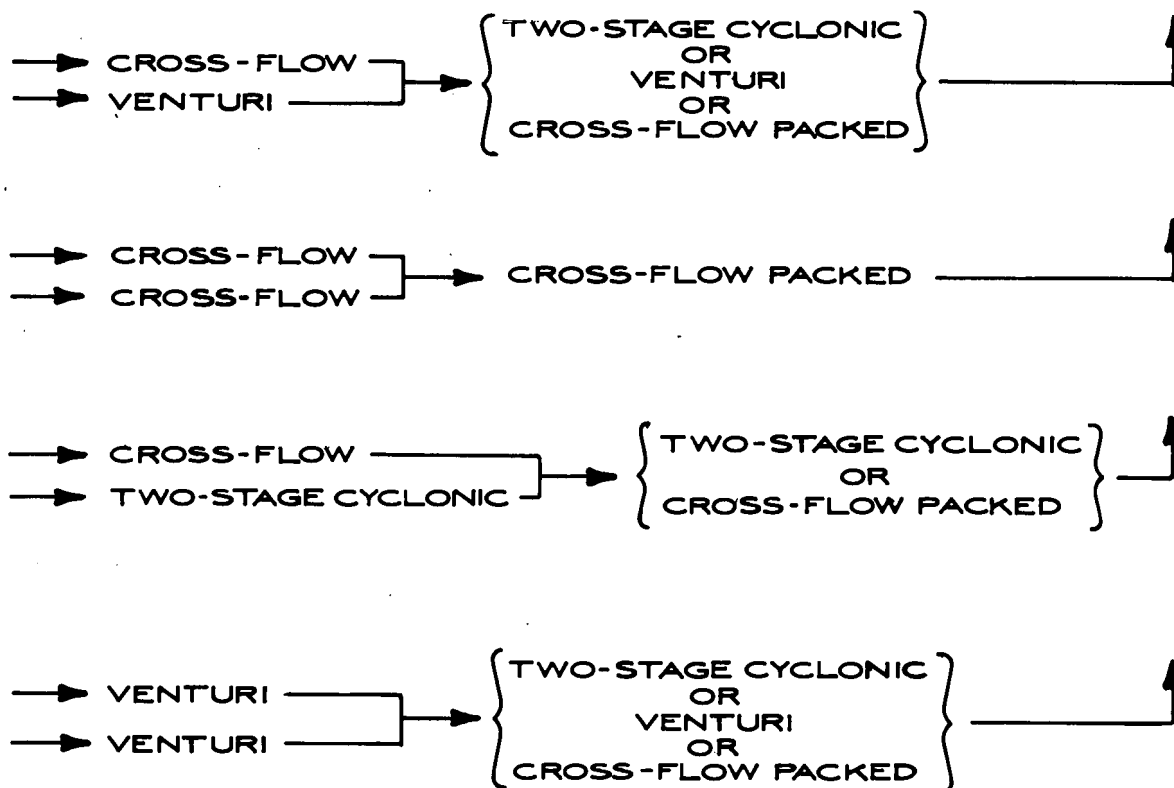 CROSS-FLOW
VENTURI
TWO-STAGE CYCLONIC
OR
VENTURI
OR
CROSS-FLOW PACKED
CROSS-FLOW
CROSS-FLOW
CROSS-FLOW PACKED
CROSS-FLOW
TWO-STAGE CYCLONIC
TWO-STAGE CYCLONIC
OR
CROSS-FLOW PACKED
VENTURI
VENTURI
TWO-STAGE CYCLONIC
OR
VENTURI
OR
CROSS-FLOW PACKED